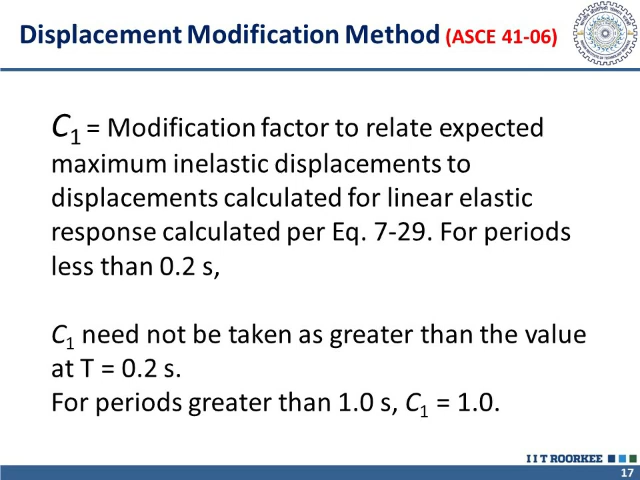 Displacement Modification Method (ASCE 41-06)
C1 = Modification factor to relate expected
maximum inelastic displacements to
displacements calculated for linear elastic
response calculated per Eq. 7-29. For periods
less than 0.2 s,
C1 need not be taken as greater than the value
at T = 0.2 s.
For periods greater than 1.0 s, C1 = 1.0.
I I T ROORKEE
17